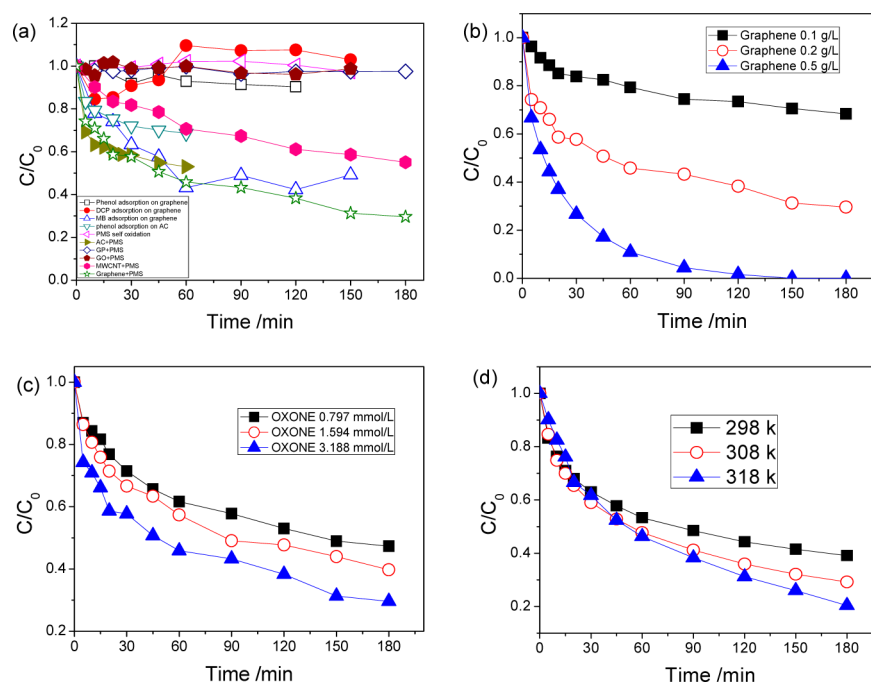 (a)
1.2
1.0
0.8
0.6
0.4
0.2
0.0
C/C0
Phenol adsorption on graphene
DCP adsorption on graphene
MB adsorption on graphene
phenol adsorption on AC
PMS self oxidation
AC+PMS
GP+PMS
GO+PMS
MWCNT+PMS
Graphene+PMS
0 30 60 90 120 150 180
Time /min
(b)
1.0
0.8
0.6
0.4
0.2
0.0
C/C0
Graphene 0.1 g/L
Graphene 0.2 g/L
Graphene 0.5 g/L
0 30 60 90 120 150 180
Time /min
(c)
1.0
0.8
0.6
0.4
0.2
C/C0
OXONE 0.797 mmol/L
OXONE 1.594 mmol/L
OXONE 3.188 mmol/L
0 30 60 90 120 150 180
Time /min
(d)
1.0
0.8
0.6
0.4
0.2
C/C0
298 k
308 k
318 k
0 30 60 90 120 150 180
Time /min